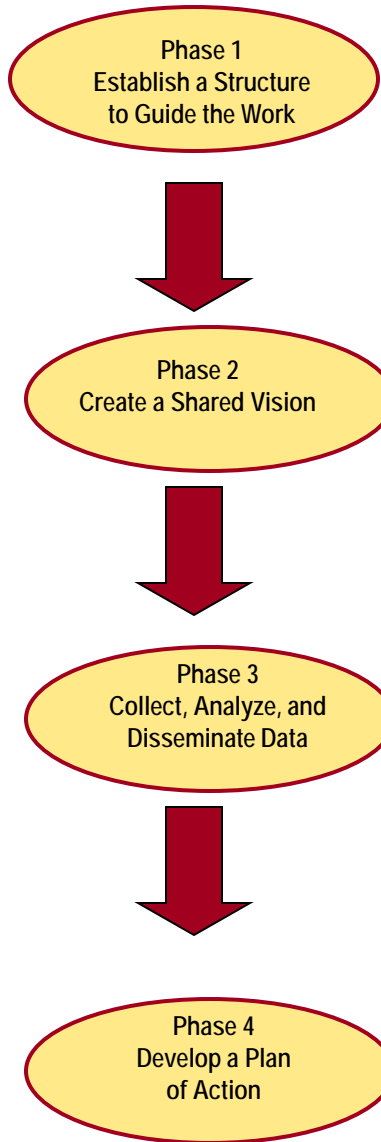 Phase 1
Establish a Structure
to Guide the Work
Phase 2
Create a Shared Vision
Phase 3
Collect, Analyze, and
Disseminate Data
Phase 4
Develop a Plan
of Action